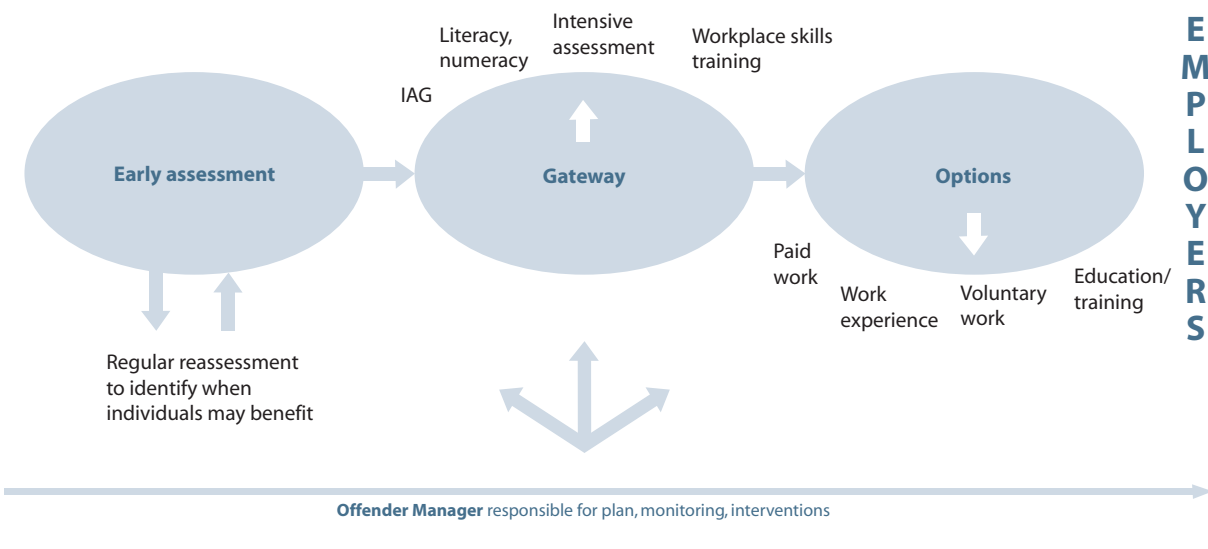 Intensive
assessment
Literacy,
numeracy
Workplace skills
training
IAG
Early assessment
Gateway
Options
Paid
work
Work
experience
Voluntary
work
Education/
training
Regular reassessment
to identify when
individuals may benefit
EMPLOYERS
Offender Manager responsible for plan, monitoring, interventions